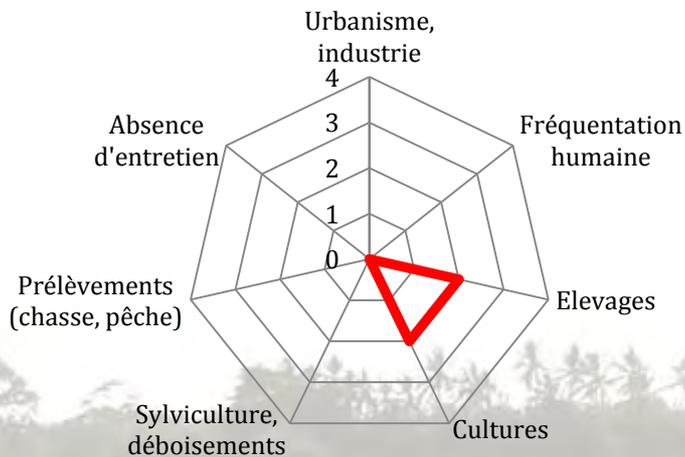 Urbanisme,
industrie
4
3
2
1
0
Fréquentation
humaine
Elevages
Cultures
Sylviculture,
déboisements
Prélèvements
(chasse, pêche)
Absence
d'entretien